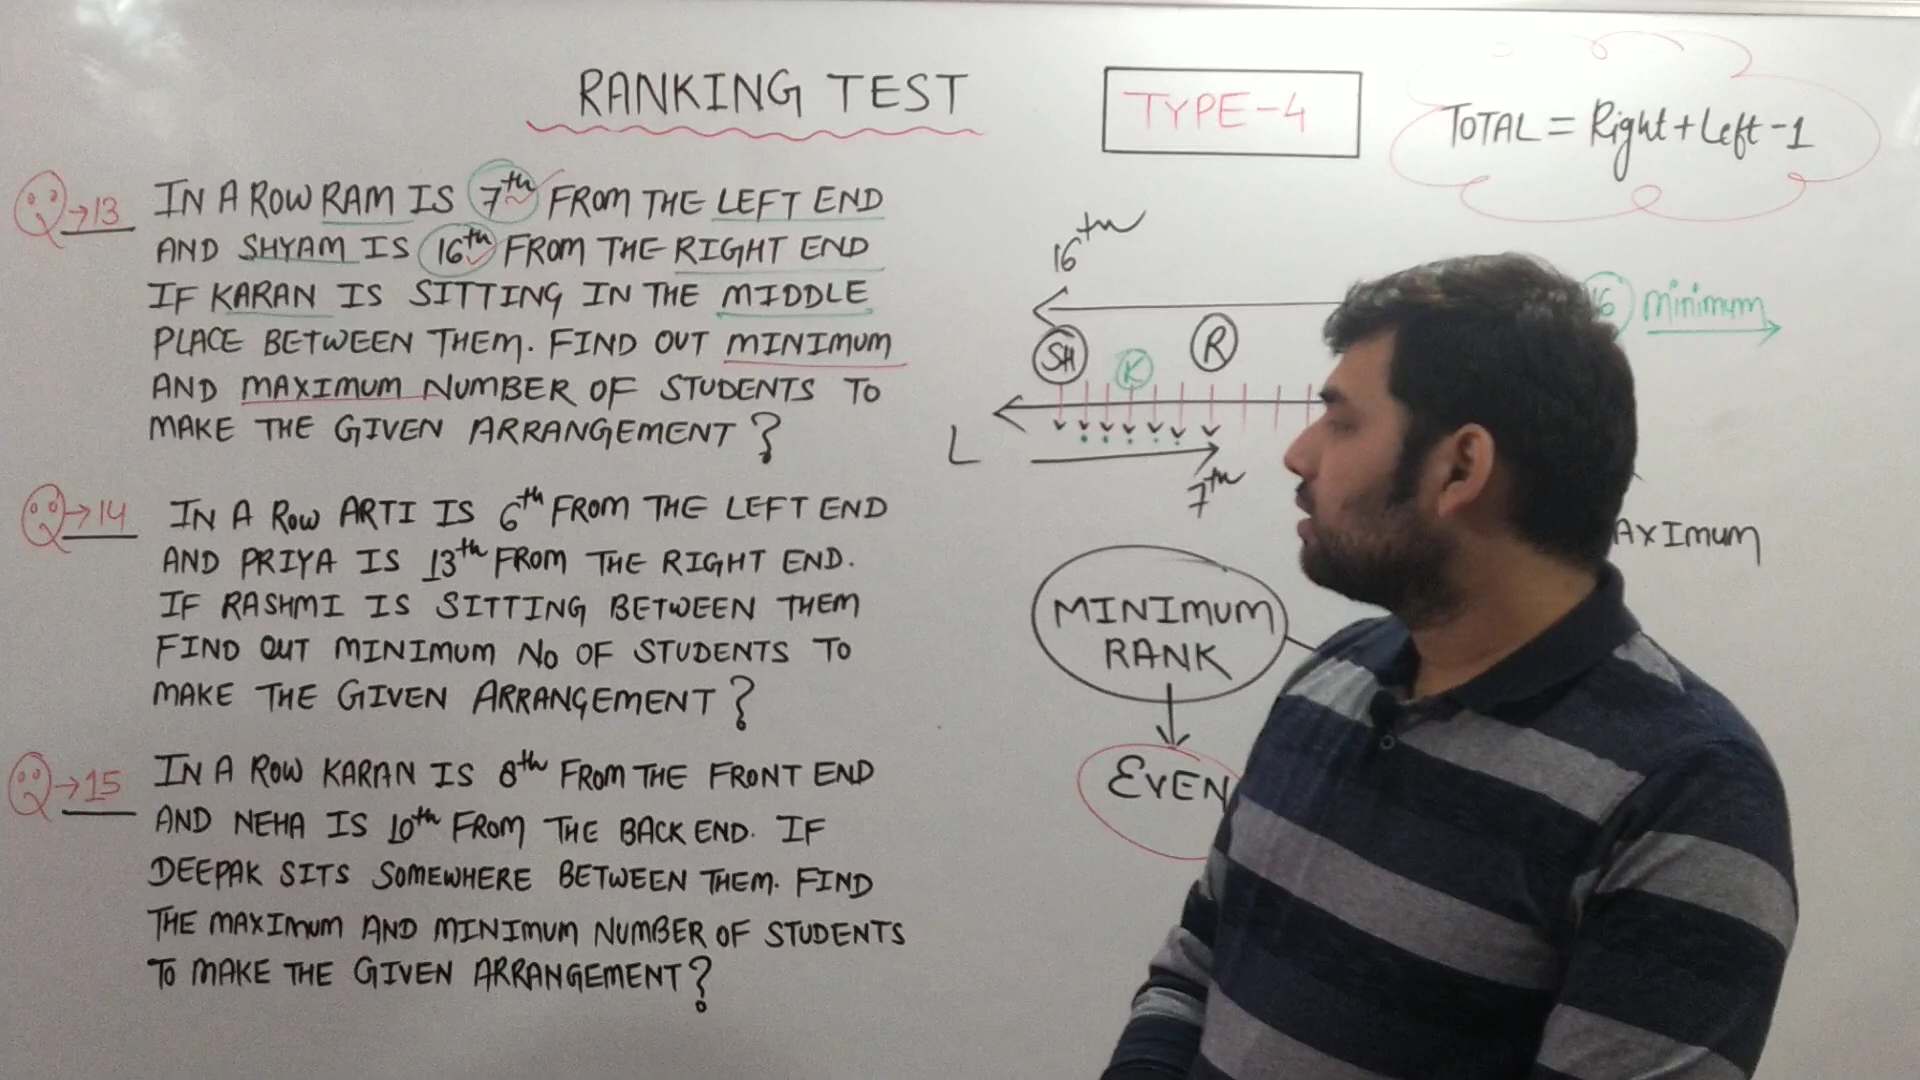 RANKING TEST
TYPE-4
TOTAL = Right + Left - 1
Q→13 IN A ROW RAM IS 7th FROM THE LEFT END
AND SHYAM IS 16th FROM THE RIGHT END
IF KARAN IS SITTING IN THE MIDDLE
PLACE BETWEEN THEM. FIND OUT MINIMUM
AND MAXIMUM NUMBER OF STUDENTS TO
MAKE THE GIVEN ARRANGEMENT?
Q→14 IN A ROW ARTI IS 6th FROM THE LEFT END
AND PRIYA IS 13th FROM THE RIGHT END.
IF RASHMI IS SITTING BETWEEN THEM
FIND OUT MINIMUM NO OF STUDENTS TO
MAKE THE GIVEN ARRANGEMENT?
Q→15 IN A ROW KARAN IS 8th FROM THE FRONT END
AND NEHA IS 10th FROM THE BACK END. IF
DEEPAK SITS SOMEWHERE BETWEEN THEM. FIND
THE MAXIMUM AND MINIMUM NUMBER OF STUDENTS
TO MAKE THE GIVEN ARRANGEMENT?
16th
16 minimum
SH K R
L
7th
AXImum
MINIMUM
RANK
EVEN